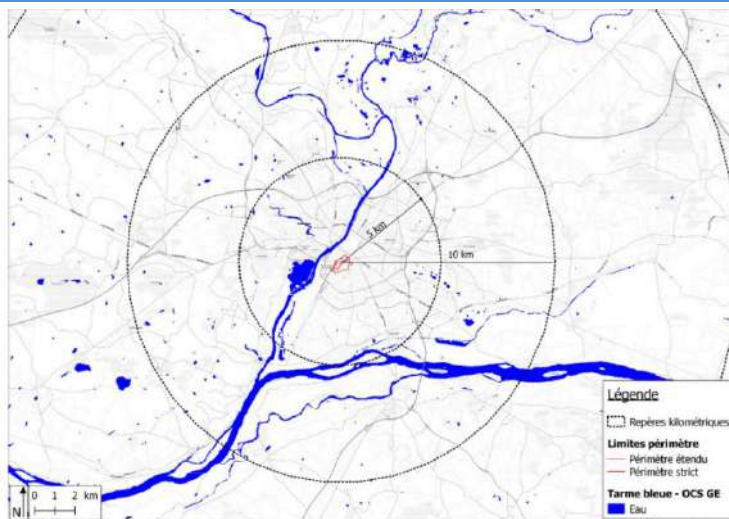 5 km
10 km
Légende
Repères kilométriques
Limites périmètre
Périmètre étendu
Périmètre strict
Tarme bleue - OCS GE
Eau
N
0 1 2 km